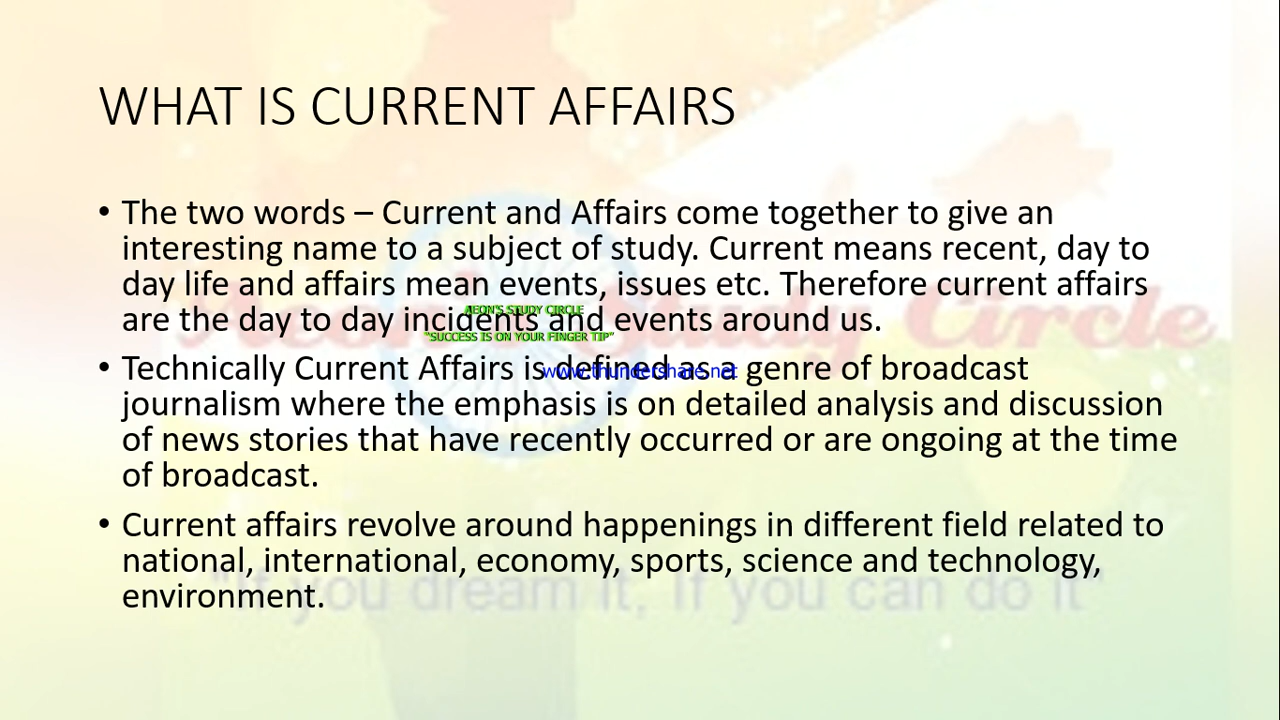 WHAT IS CURRENT AFFAIRS
• The two words – Current and Affairs come together to give an
interesting name to a subject of study. Current means recent, day to
day life and affairs mean events, issues etc. Therefore current affairs
are the day to day incidents and events around us.
AEON'S STUDY CIRCLE
"SUCCESS IS ON YOUR FINGER TIP"
• Technically Current Affairs is defined as a genre of broadcast
www.thundershare.net
journalism where the emphasis is on detailed analysis and discussion
of news stories that have recently occurred or are ongoing at the time
of broadcast.
• Current affairs revolve around happenings in different field related to
national, international, economy, sports, science and technology,
environment.
Study Circle
"If you dream it, If you can do it"